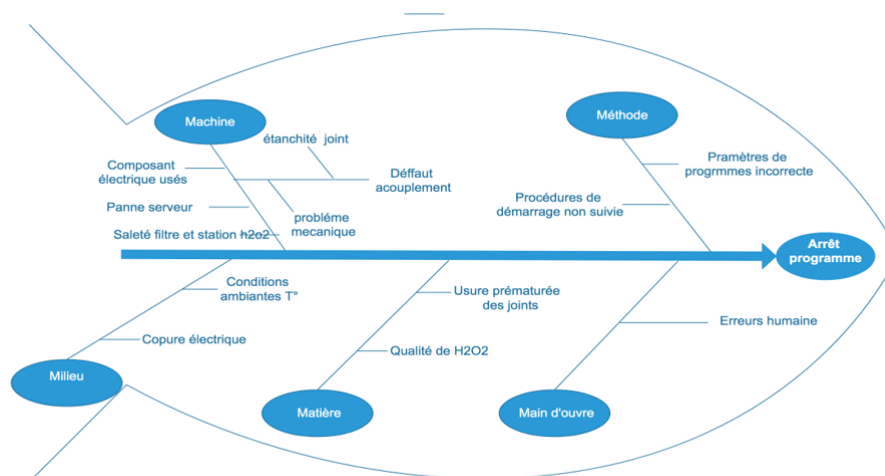 Machine
Méthode
étanchité joint
Composant
électrique usés
Déffaut
acouplement
Pramètres de
progrmmes incorrecte
Panne serveur
probléme
mecanique
Procédures de
démarrage non suivie
Saleté filtre et station h2o2
Arrêt
programme
Conditions
ambiantes T°
Usure prématurée
des joints
Erreurs humaine
Copure électrique
Qualité de H2O2
Milieu
Matière
Main d'ouvre